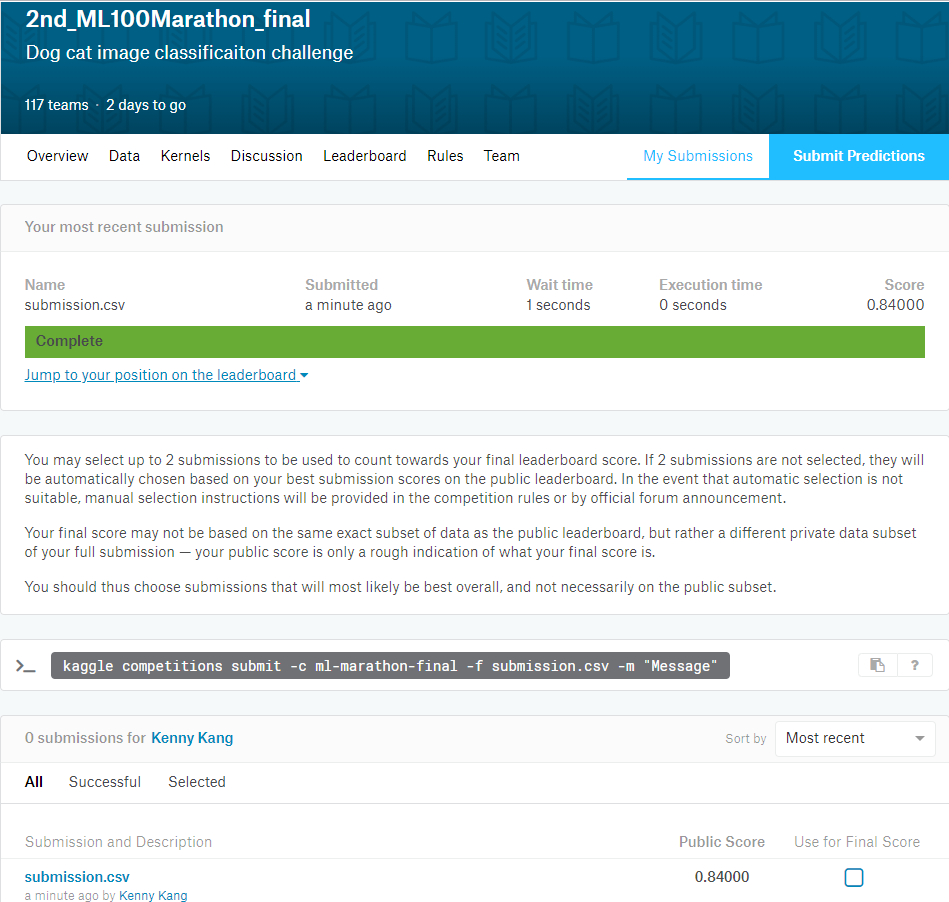 2nd_ML100Marathon_final
Dog cat image classificaiton challenge
117 teams · 2 days to go
Overview Data Kernels Discussion Leaderboard Rules Team My Submissions Submit Predictions
Your most recent submission
Name Submitted Wait time Execution time Score
submission.csv a minute ago 1 seconds 0 seconds 0.84000
Complete
Jump to your position on the leaderboard
You may select up to 2 submissions to be used to count towards your final leaderboard score. If 2 submissions are not selected, they will
be automatically chosen based on your best submission scores on the public leaderboard. In the event that automatic selection is not
suitable, manual selection instructions will be provided in the competition rules or by official forum announcement.
Your final score may not be based on the same exact subset of data as the public leaderboard, but rather a different private data subset
of your full submission — your public score is only a rough indication of what your final score is.
You should thus choose submissions that will most likely be best overall, and not necessarily on the public subset.
>_ kaggle competitions submit -c ml-marathon-final -f submission.csv -m "Message" ?
0 submissions for Kenny Kang Sort by Most recent
All Successful Selected
Submission and Description Public Score Use for Final Score
submission.csv 0.84000
a minute ago by Kenny Kang